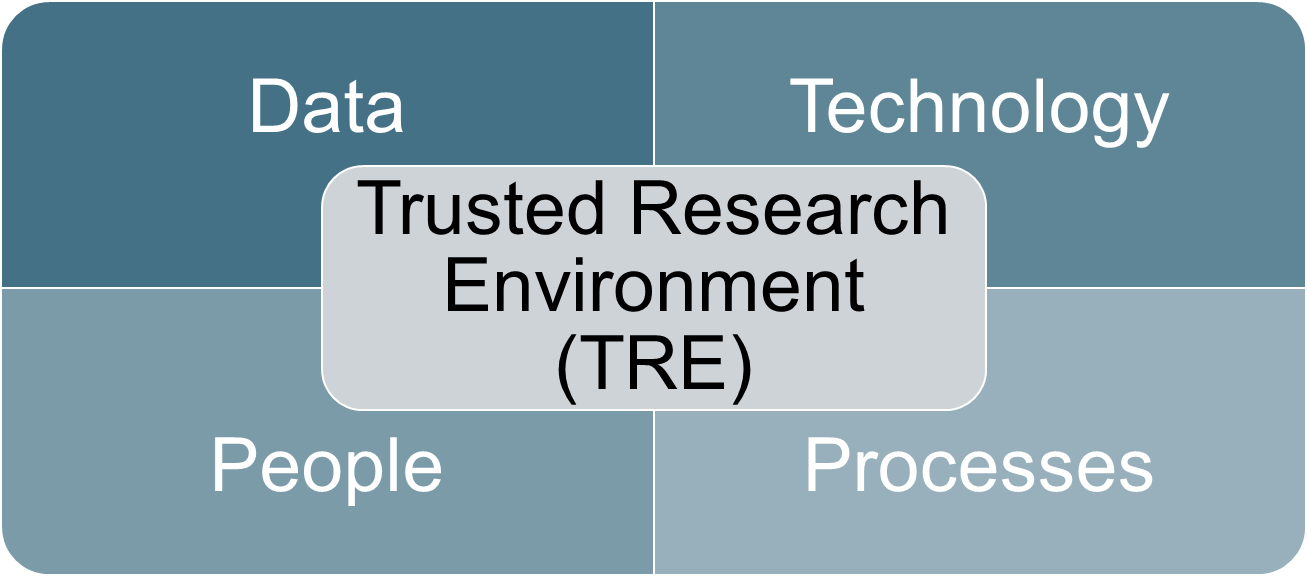 Data
Technology
Trusted Research
Environment
(TRE)
People
Processes